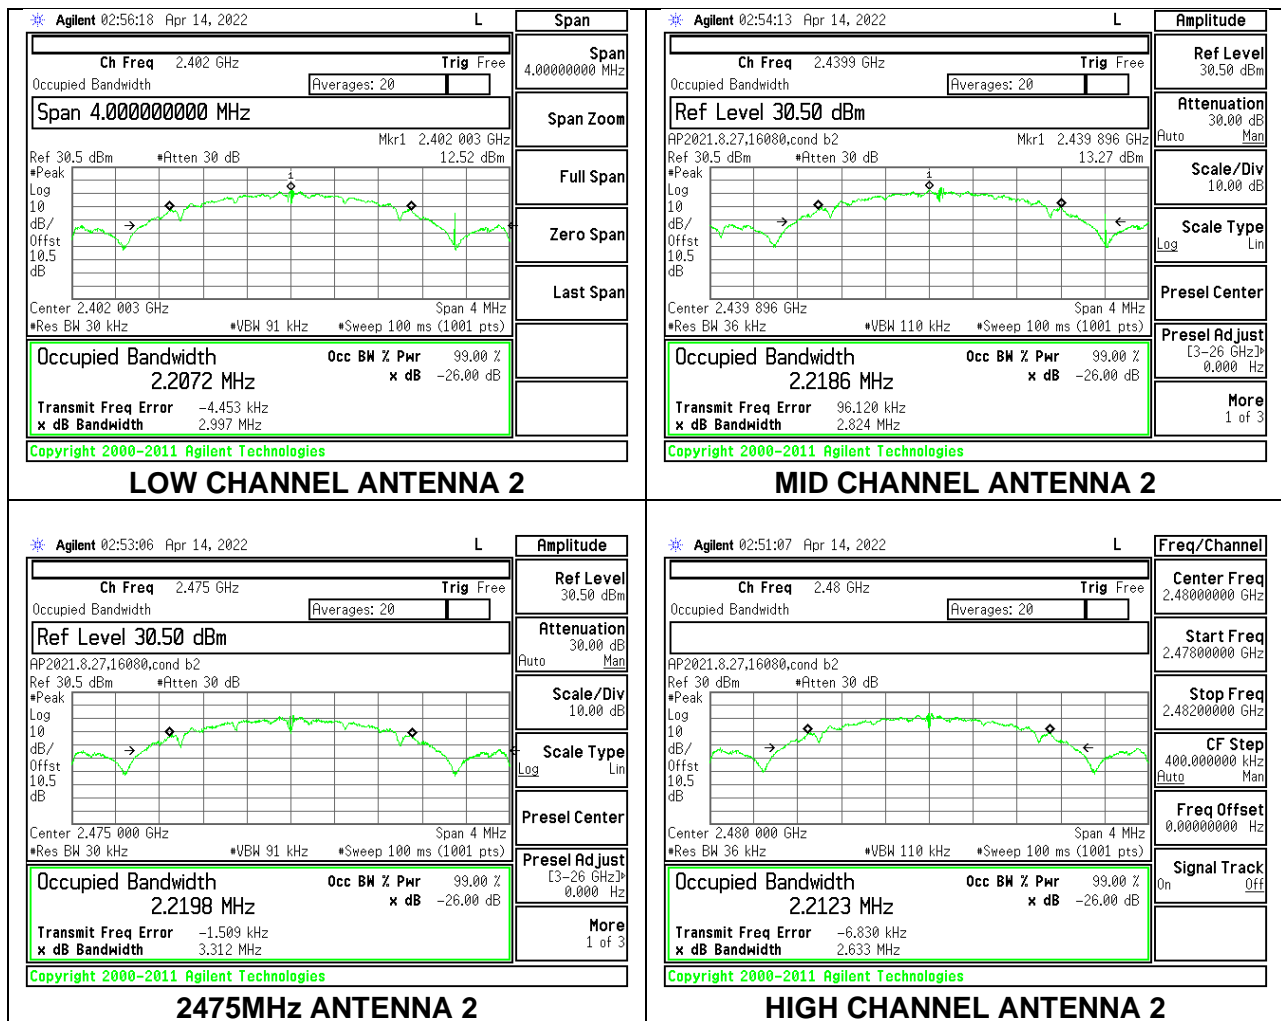 Agilent 02:56:18 Apr 14, 2022 L Span
Ch Freq 2.402 GHz Trig Free
Occupied Bandwidth Averages: 20
Span 4.000000000 MHz
Mkr1 2.402 003 GHz
Ref 30.5 dBm #Atten 30 dB 12.52 dBm
#Peak
Log
10
dB/
Offst
10.5
dB
1
Center 2.402 003 GHz Span 4 MHz
#Res BW 30 kHz #VBW 91 kHz #Sweep 100 ms (1001 pts)
Occupied Bandwidth Occ BW % Pwr 99.00 %
2.2072 MHz x dB -26.00 dB
Transmit Freq Error -4.453 kHz
x dB Bandwidth 2.997 MHz
Copyright 2000-2011 Agilent Technologies
Span
4.00000000 MHz
Span Zoom
Full Span
Zero Span
Last Span
LOW CHANNEL ANTENNA 2
Agilent 02:54:13 Apr 14, 2022 L Amplitude
Ch Freq 2.4399 GHz Trig Free
Occupied Bandwidth Averages: 20
Ref Level 30.50 dBm
AP2021.8.27,16080,cond b2 Mkr1 2.439 896 GHz
Ref 30.5 dBm #Atten 30 dB 13.27 dBm
#Peak
Log
10
dB/
Offst
10.5
dB
1
Center 2.439 896 GHz Span 4 MHz
#Res BW 36 kHz #VBW 110 kHz #Sweep 100 ms (1001 pts)
Occupied Bandwidth Occ BW % Pwr 99.00 %
2.2186 MHz x dB -26.00 dB
Transmit Freq Error 96.120 kHz
x dB Bandwidth 2.824 MHz
Copyright 2000-2011 Agilent Technologies
Ref Level
30.50 dBm
Attenuation
30.00 dB
Auto Man
Scale/Div
10.00 dB
Scale Type
Log Lin
Presel Center
Presel Adjust
[3-26 GHz]
0.000 Hz
More
1 of 3
MID CHANNEL ANTENNA 2
Agilent 02:53:06 Apr 14, 2022 L Amplitude
Ch Freq 2.475 GHz Trig Free
Occupied Bandwidth Averages: 20
Ref Level 30.50 dBm
AP2021.8.27,16080,cond b2
Ref 30.5 dBm #Atten 30 dB
#Peak
Log
10
dB/
Offst
10.5
dB
Center 2.475 000 GHz Span 4 MHz
#Res BW 30 kHz #VBW 91 kHz #Sweep 100 ms (1001 pts)
Occupied Bandwidth Occ BW % Pwr 99.00 %
2.2198 MHz x dB -26.00 dB
Transmit Freq Error -1.509 kHz
x dB Bandwidth 3.312 MHz
Copyright 2000-2011 Agilent Technologies
Ref Level
30.50 dBm
Attenuation
30.00 dB
Auto Man
Scale/Div
10.00 dB
Scale Type
Log Lin
Presel Center
Presel Adjust
[3-26 GHz]
0.000 Hz
More
1 of 3
2475MHz ANTENNA 2
Agilent 02:51:07 Apr 14, 2022 L Freq/Channel
Ch Freq 2.48 GHz Trig Free
Occupied Bandwidth Averages: 20
AP2021.8.27,16080,cond b2
Ref 30 dBm #Atten 30 dB
#Peak
Log
10
dB/
Offst
10.5
dB
Center 2.480 000 GHz Span 4 MHz
#Res BW 36 kHz #VBW 110 kHz #Sweep 100 ms (1001 pts)
Occupied Bandwidth Occ BW % Pwr 99.00 %
2.2123 MHz x dB -26.00 dB
Transmit Freq Error -6.830 kHz
x dB Bandwidth 2.633 MHz
Copyright 2000-2011 Agilent Technologies
Center Freq
2.48000000 GHz
Start Freq
2.47800000 GHz
Stop Freq
2.48200000 GHz
CF Step
400.000000 kHz
Auto Man
Freq Offset
0.00000000 Hz
Signal Track
On Off
HIGH CHANNEL ANTENNA 2